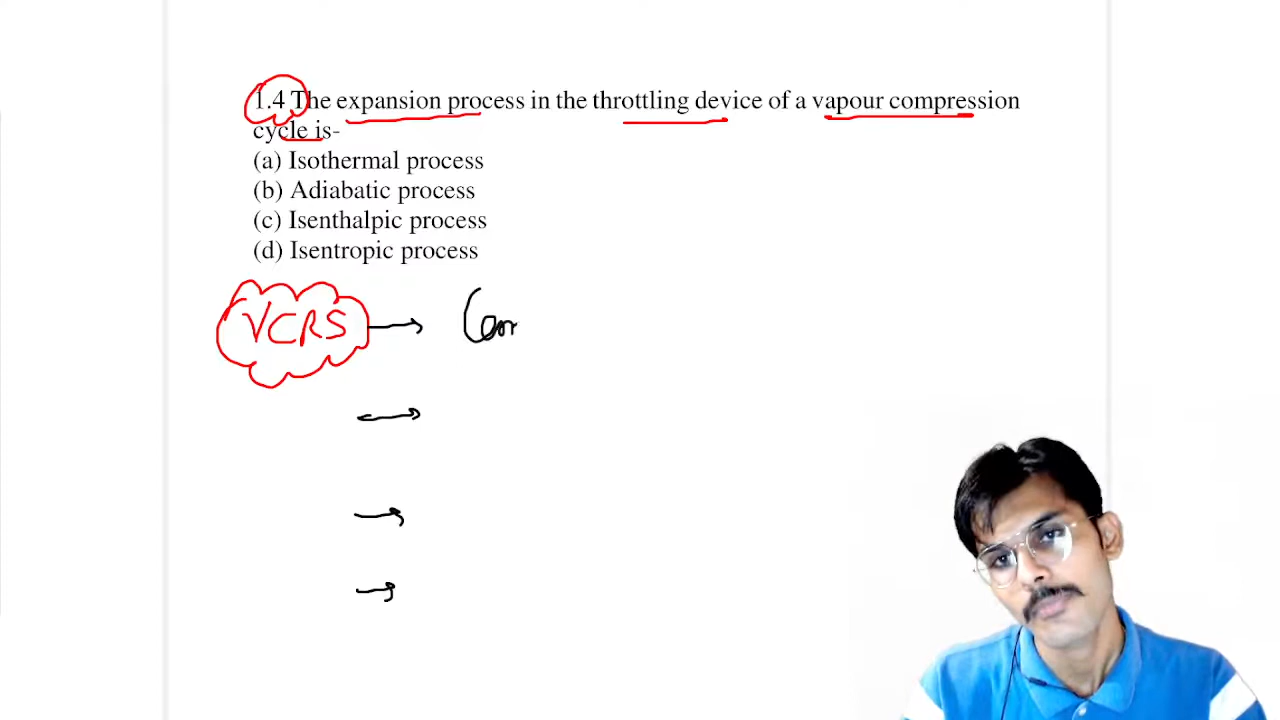 1.4 The expansion process in the throttling device of a vapour compression
cycle is-
(a) Isothermal process
(b) Adiabatic process
(c) Isenthalpic process
(d) Isentropic process
VCRS → Com